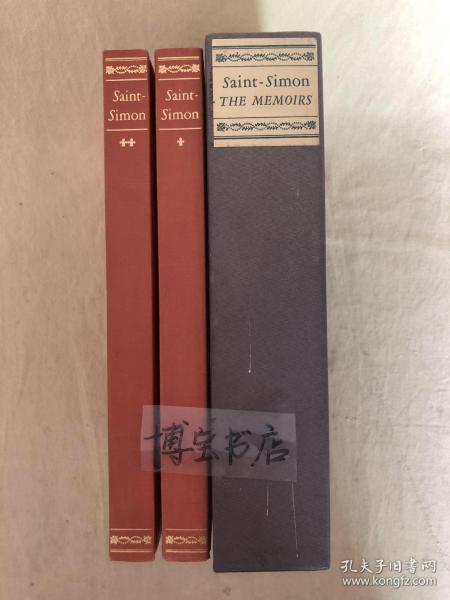 Saint-
Simon
Saint-
Simon
Saint-Simon
THE MEMOIRS
博宝书店
孔夫子旧书网
www.kongfz.com